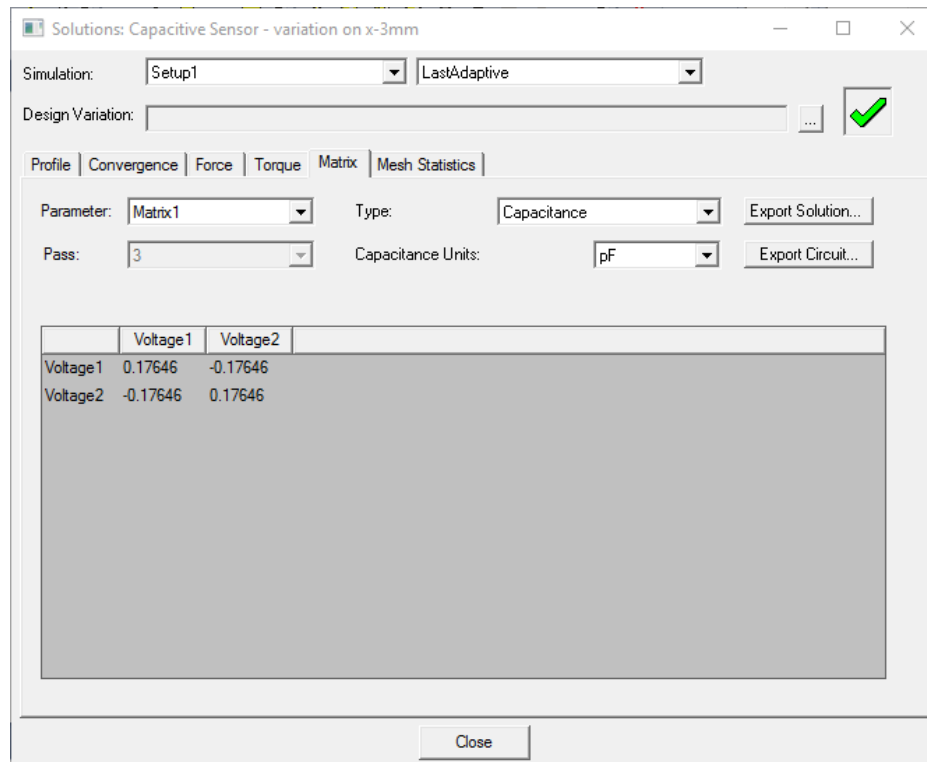 Solutions: Capacitive Sensor - variation on x-3mm
Simulation: Setup1 LastAdaptive
Design Variation: ...
Profile Convergence Force Torque Matrix Mesh Statistics
Parameter: Matrix1 Type: Capacitance Export Solution...
Pass: 3 Capacitance Units: pF Export Circuit...
Voltage1 Voltage2
Voltage1 0.17646 -0.17646
Voltage2 -0.17646 0.17646
Close